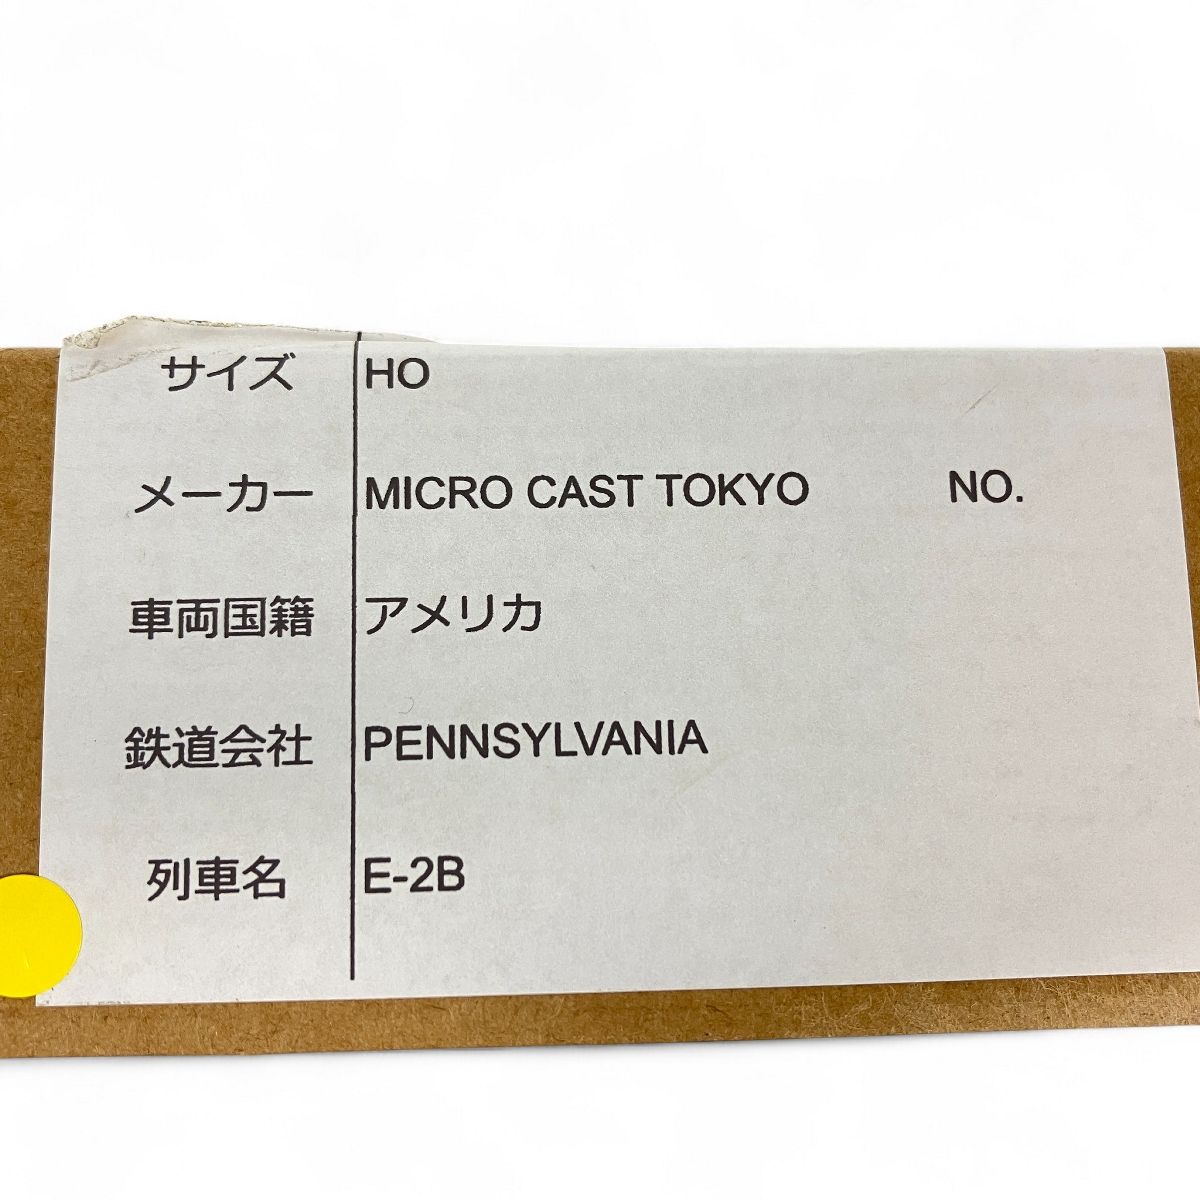 サイズ HO
メーカー MICRO CAST TOKYO NO.
車両国籍 アメリカ
鉄道会社 PENNSYLVANIA
列車名 E-2B